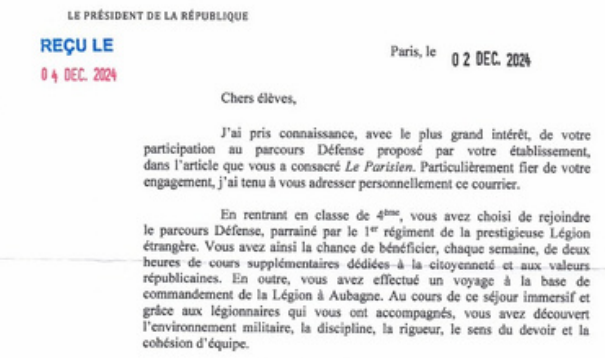 LE PRÉSIDENT DE LA RÉPUBLIQUE
REÇU LE
04 DEC. 2024
Paris, le 02 DEC. 2024
Chers élèves,
J'ai pris connaissance, avec le plus grand intérêt, de votre
participation au parcours Défense proposé par votre établissement,
dans l'article que vous a consacré Le Parisien. Particulièrement fier de votre
engagement, j'ai tenu à vous adresser personnellement ce courrier.
En rentrant en classe de 4ème, vous avez choisi de rejoindre
le parcours Défense, parrainé par le 1er régiment de la prestigieuse Légion
étrangère. Vous avez ainsi la chance de bénéficier, chaque semaine, de deux
heures de cours supplémentaires dédiées à la citoyenneté et aux valeurs
républicaines. En outre, vous avez effectué un voyage à la base de
commandement de la Légion à Aubagne. Au cours de ce séjour immersif et
grâce aux légionnaires qui vous ont accompagnés, vous avez découvert
l'environnement militaire, la discipline, la rigueur, le sens du devoir et la
cohésion d'équipe.